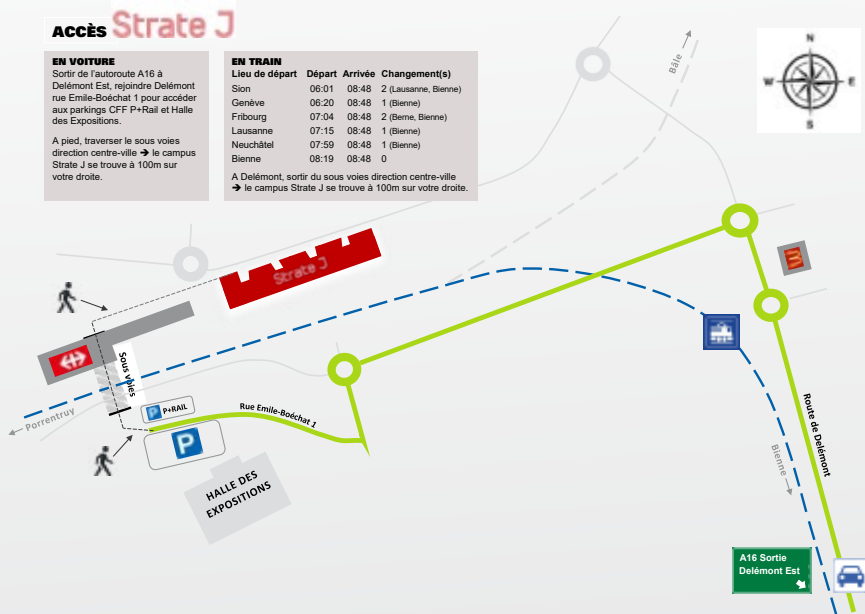 ACCÈS Strate J
EN VOITURE
Sortir de l'autoroute A16 à
Delémont Est, rejoindre Delémont
rue Emile-Boéchat 1 pour accéder
aux parkings CFF P+Rail et Halle
des Expositions.
A pied, traverser le sous voies
direction centre-ville ➔ le campus
Strate J se trouve à 100m sur
votre droite.
EN TRAIN
Lieu de départ Départ Arrivée Changement(s)
Sion 06:01 08:48 2 (Lausanne, Bienne)
Genève 06:20 08:48 1 (Bienne)
Fribourg 07:04 08:48 2 (Berne, Bienne)
Lausanne 07:15 08:48 1 (Bienne)
Neuchâtel 07:59 08:48 1 (Bienne)
Bienne 08:19 08:48 0
A Delémont, sortir du sous voies direction centre-ville
➔ le campus Strate J se trouve à 100m sur votre droite.
Bâle
N
W E
S
Strate J
Sous voies
Porrentruy
P P+RAIL
P
Rue Emile-Boéchat 1
HALLE DES
EXPOSITIONS
Route de Delémont
Bienne
A16 Sortie
Delémont Est